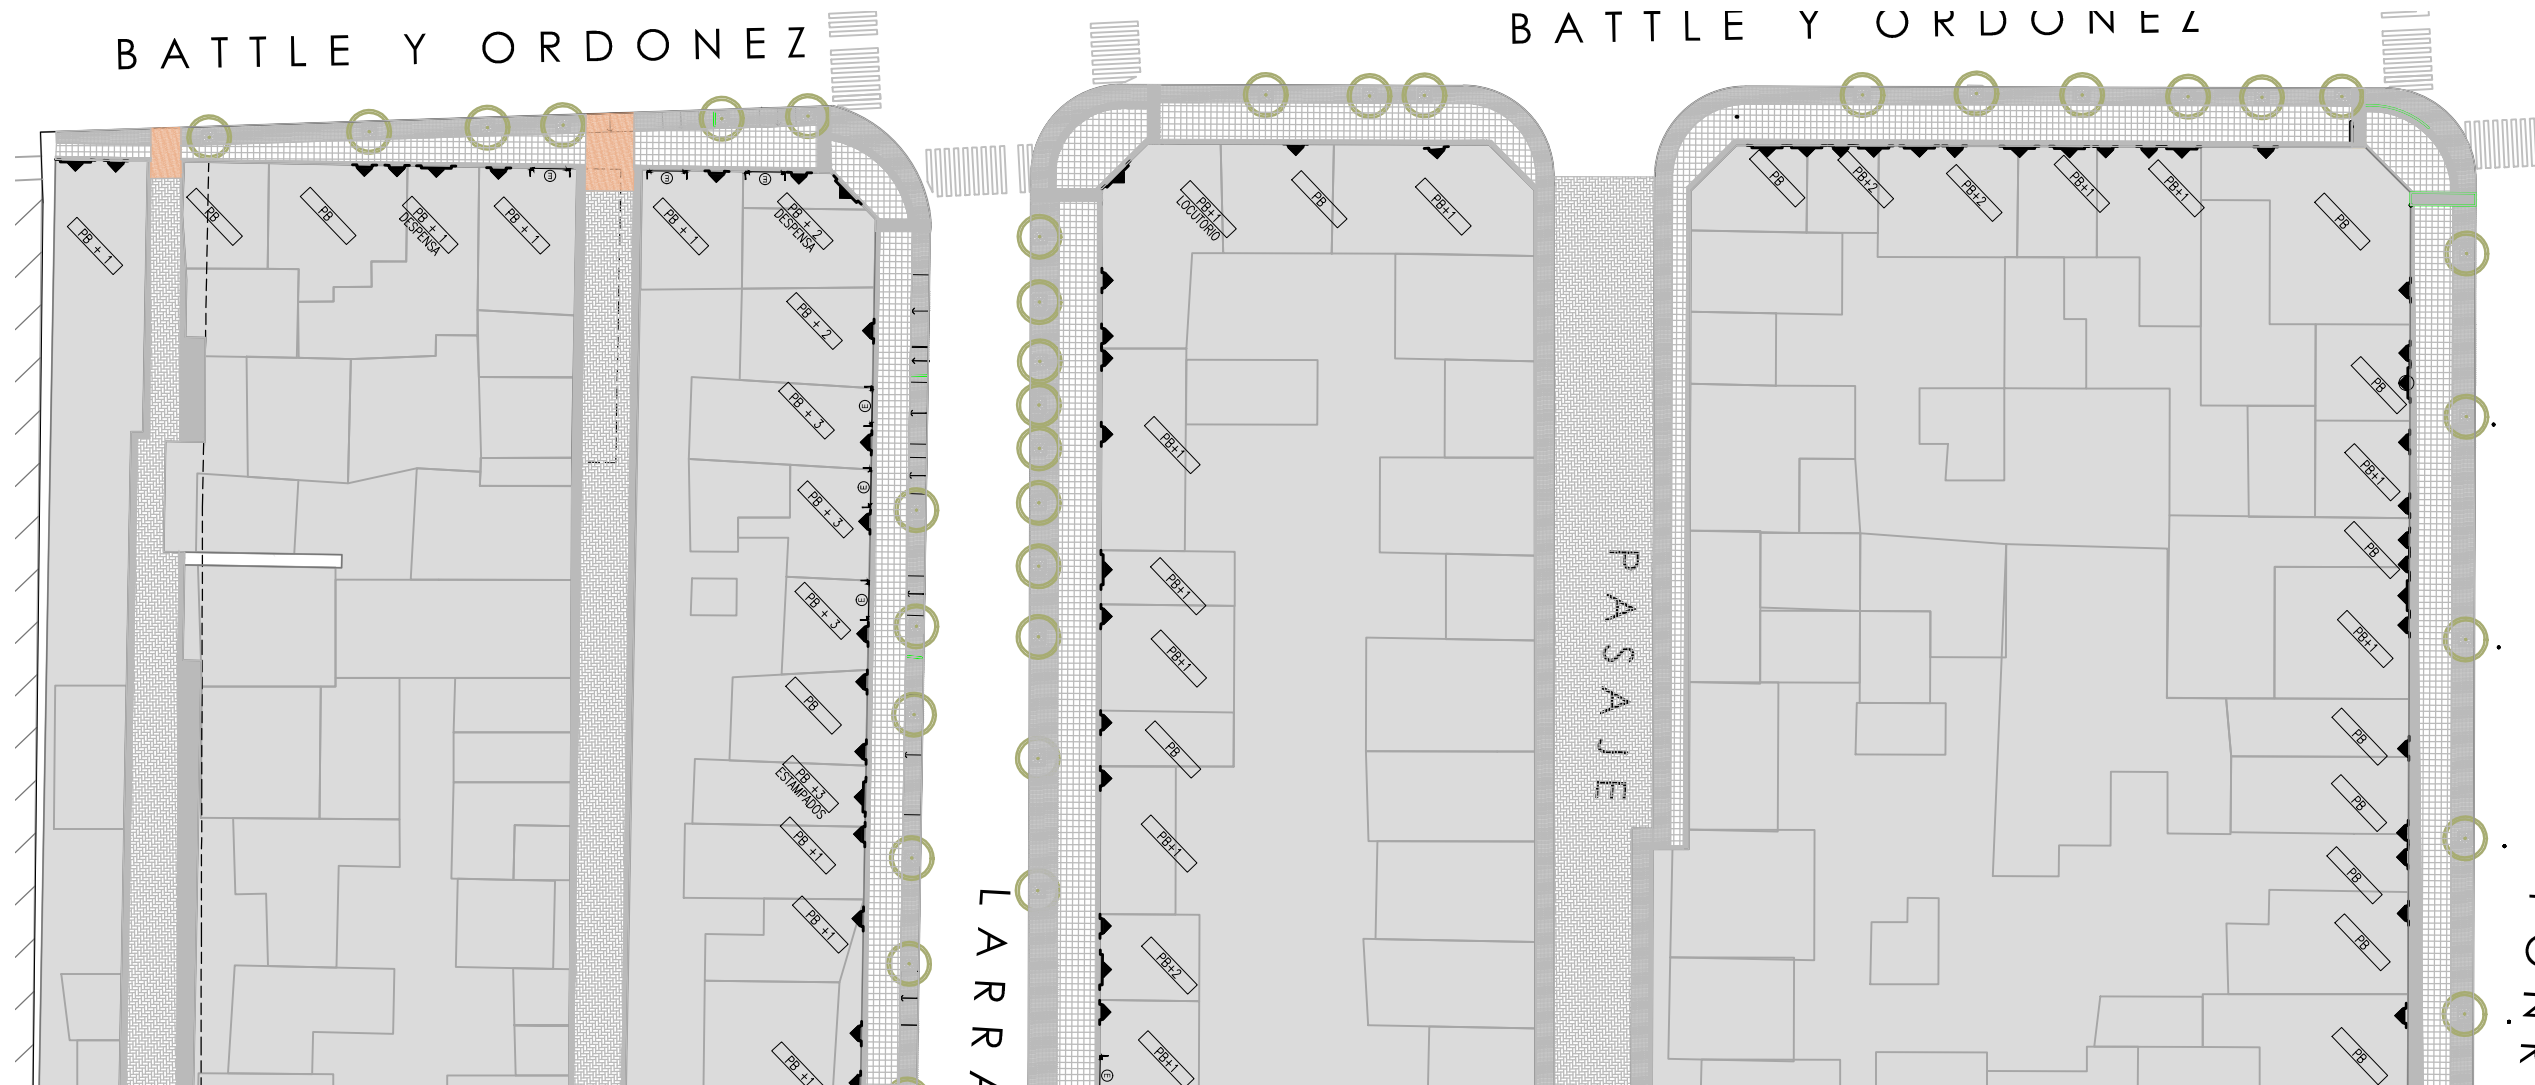 BATTLE Y ORDONEZ
BATTLE Y ORDONEZ
PB + 1
PB
PB
PB + 1
DESPENSA
PB + 1
PB + 1
PB + 2
DESPENSA
PB + 2
PB + 3
PB + 3
PB + 3
PB
PB +3
ESTAMPADOS
PB +1
PB +1
PB +1
E
E
E
E
E
E
LARRA
PB+1
LOCUTORIO
PB
PB+1
PB+1
PB+1
PB+1
PB
PB+1
PB+2
PB+1
E
PASAJE
PB
PB+2
PB+2
PB+1
PB+1
PB
PB
PB+1
PB
PB+1
PB
PB
PB
PB
PB